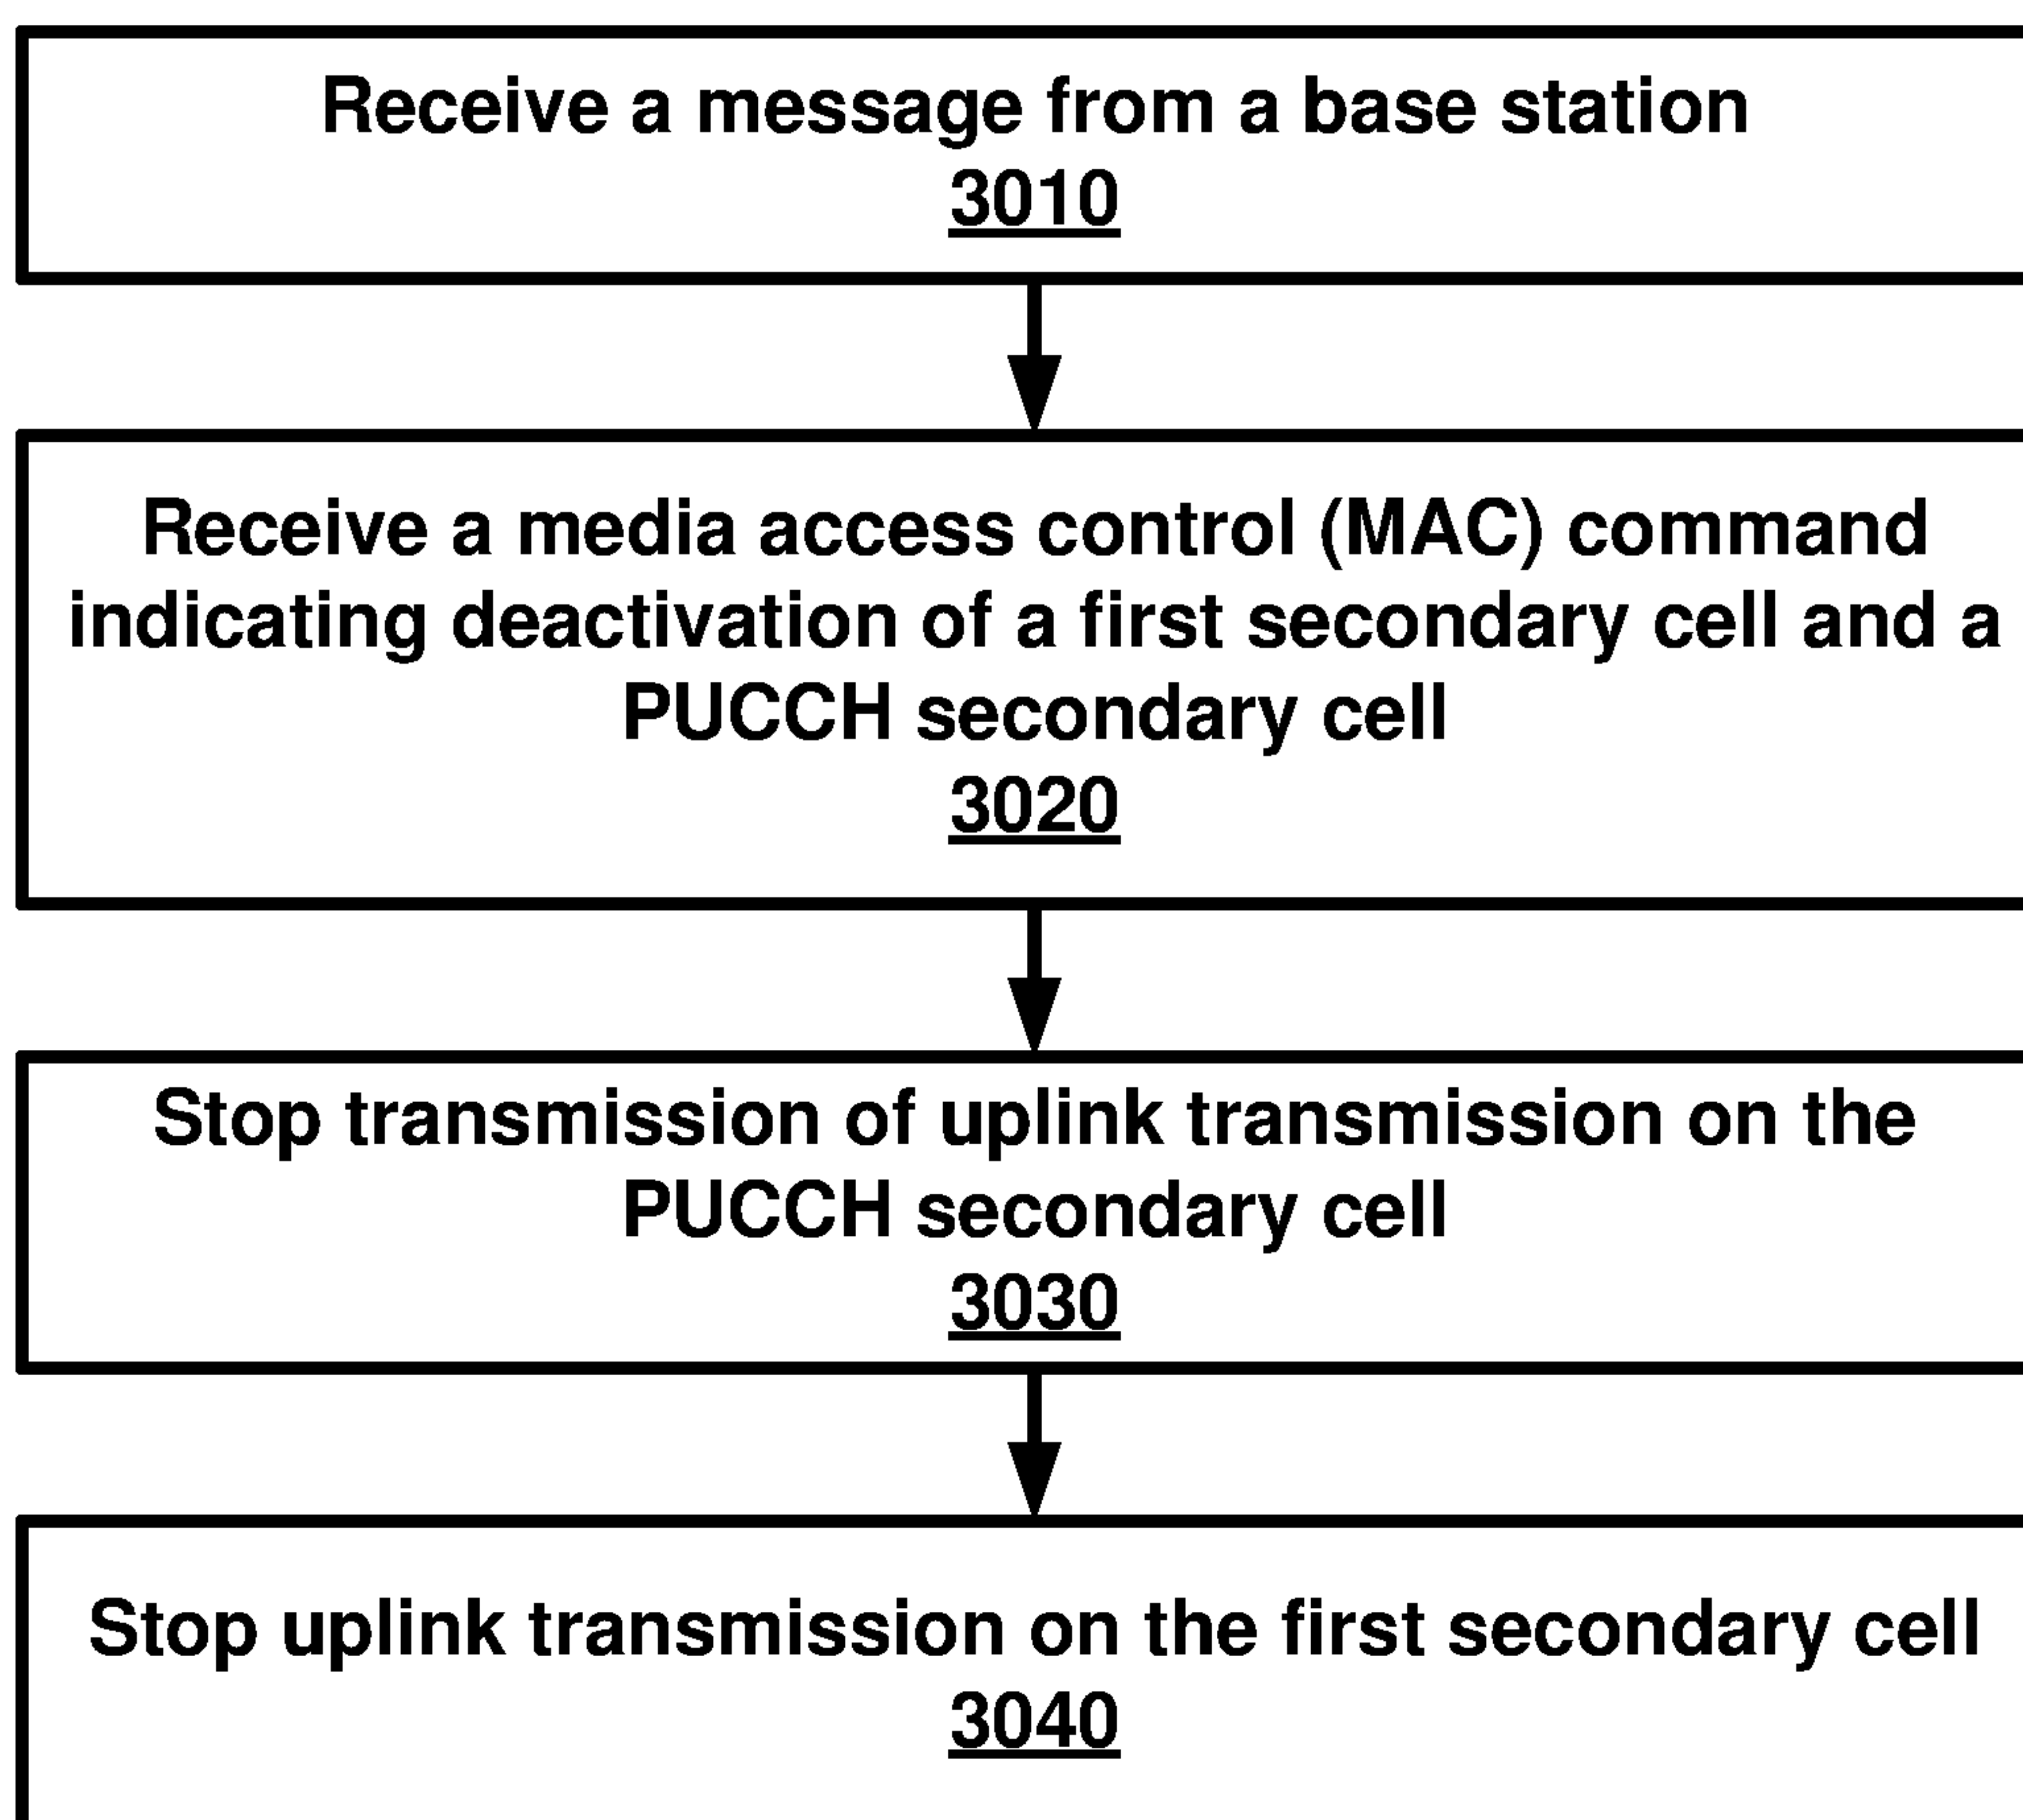 Receive a message from a base station
3010
Receive a media access control (MAC) command
indicating deactivation of a first secondary cell and a
PUCCH secondary cell
3020
Stop transmission of uplink transmission on the
PUCCH secondary cell
3030
Stop uplink transmission on the first secondary cell
3040